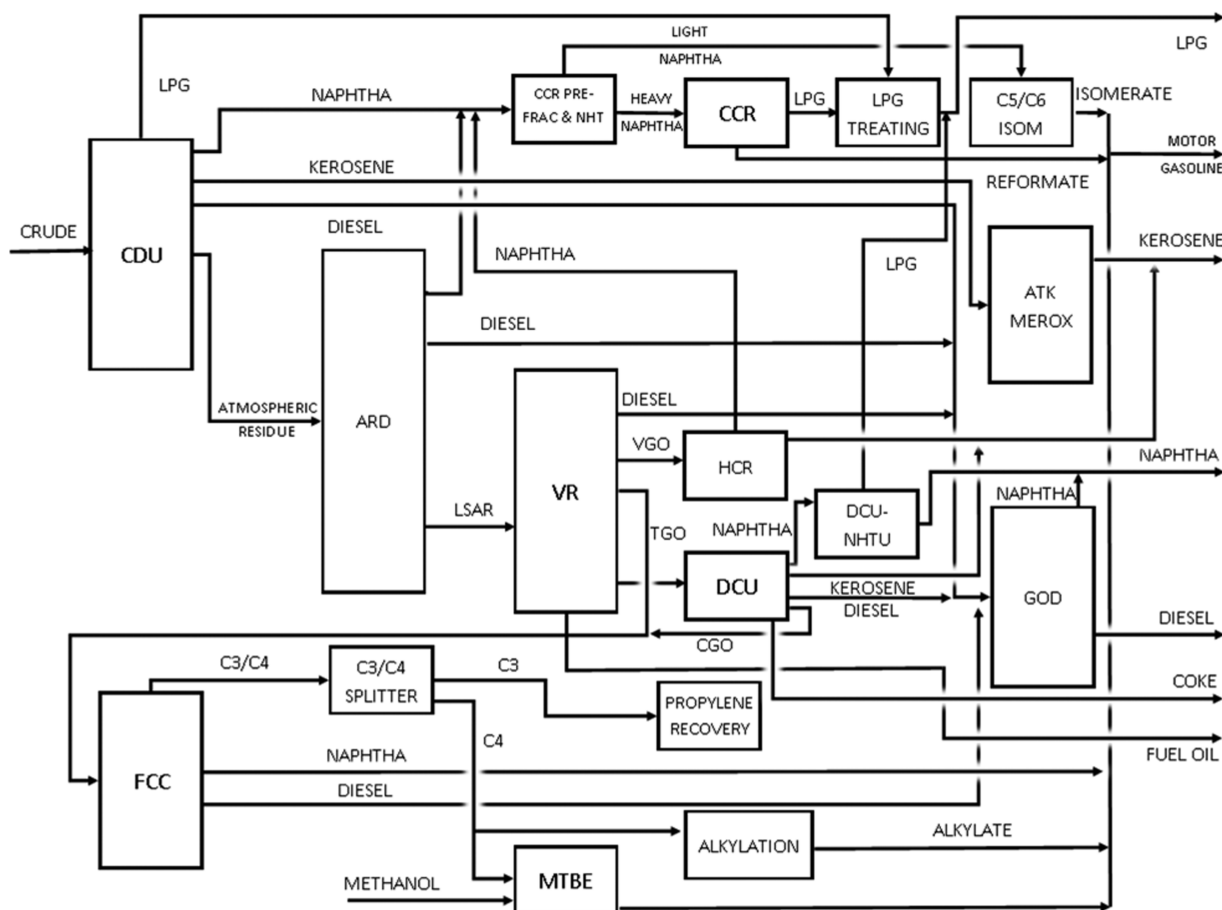 LIGHT
NAPHTHA
LPG
LPG
NAPHTHA
CCR PRE-
FRAC & NHT
HEAVY
NAPHTHA
CCR
LPG
LPG
TREATING
C5/C6
ISOM
ISOMERATE
MOTOR
GASOLINE
REFORMATE
KEROSENE
DIESEL
CRUDE
CDU
NAPHTHA
LPG
ATK
MEROX
KEROSENE
DIESEL
ATMOSPHERIC
RESIDUE
ARD
DIESEL
VGO
HCR
VR
LSAR
TGO
NAPHTHA
DCU-
NHTU
NAPHTHA
NAPHTHA
DCU
KEROSENE
DIESEL
CGO
GOD
DIESEL
COKE
FUEL OIL
C3/C4
C3/C4
SPLITTER
C3
PROPYLENE
RECOVERY
C4
FCC
NAPHTHA
DIESEL
ALKYLATION
ALKYLATE
METHANOL
MTBE